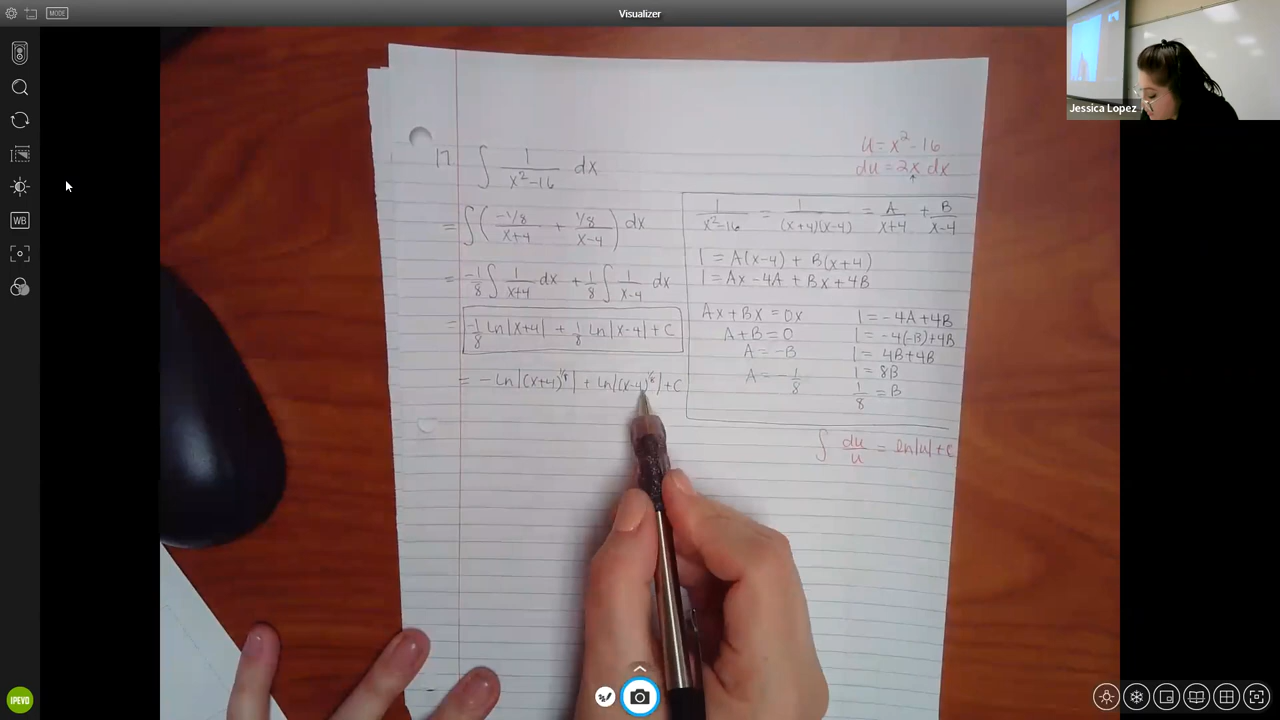 MODE
Visualizer
Jessica Lopez
WB
17 ∫ 1/(x²-16) dx
= ∫ ( (-1/8)/(x+4) + (1/8)/(x-4) ) dx
= -1/8 ∫ 1/(x+4) dx + 1/8 ∫ 1/(x-4) dx
= -1/8 ln|x+4| + 1/8 ln|x-4| + C
= - ln|(x+4)^(1/8)| + ln|(x-4)^(1/8)| + C
u = x²-16
du = 2x dx
1/(x²-16) = 1/((x+4)(x-4)) = A/(x+4) + B/(x-4)
1 = A(x-4) + B(x+4)
1 = Ax - 4A + Bx + 4B
Ax + Bx = 0x
A + B = 0
A = -B
A = -1/8
1 = -4A + 4B
1 = -4(-B) + 4B
1 = 4B + 4B
1 = 8B
1/8 = B
∫ du/u = ln|u| + C
IPEVO